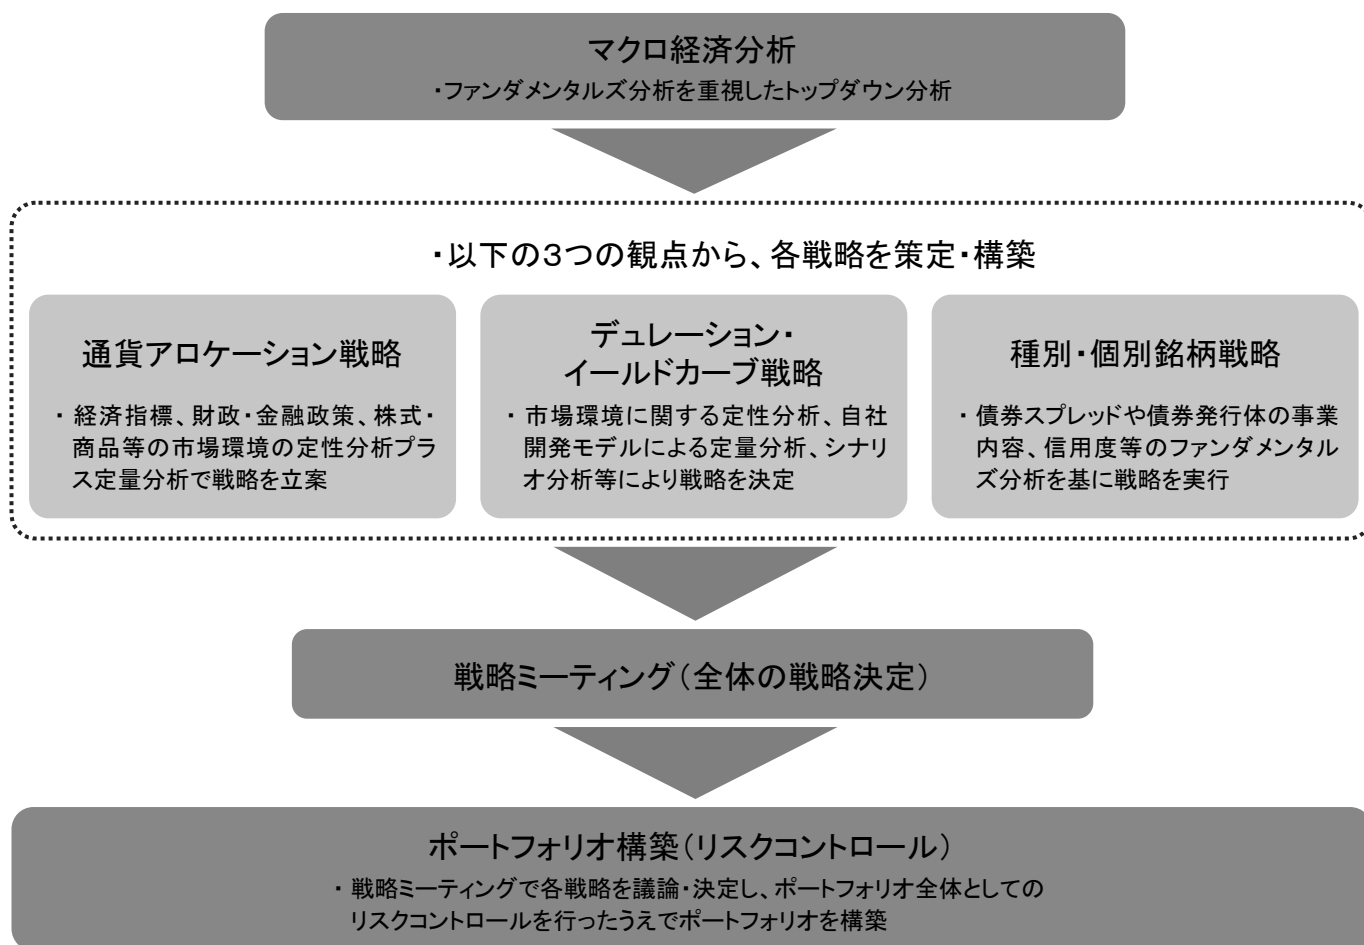 マクロ経済分析
・ファンダメンタルズ分析を重視したトップダウン分析
・以下の３つの観点から、各戦略を策定・構築
通貨アロケーション戦略
・ 経済指標、財政・金融政策、株式・
商品等の市場環境の定性分析プラ
ス定量分析で戦略を立案
デュレーション・
イールドカーブ戦略
・ 市場環境に関する定性分析、自社
開発モデルによる定量分析、シナリ
オ分析等により戦略を決定
種別・個別銘柄戦略
・ 債券スプレッドや債券発行体の事業
内容、信用度等のファンダメンタル
ズ分析を基に戦略を実行
戦略ミーティング（全体の戦略決定）
ポートフォリオ構築（リスクコントロール）
・ 戦略ミーティングで各戦略を議論・決定し、ポートフォリオ全体としての
リスクコントロールを行ったうえでポートフォリオを構築